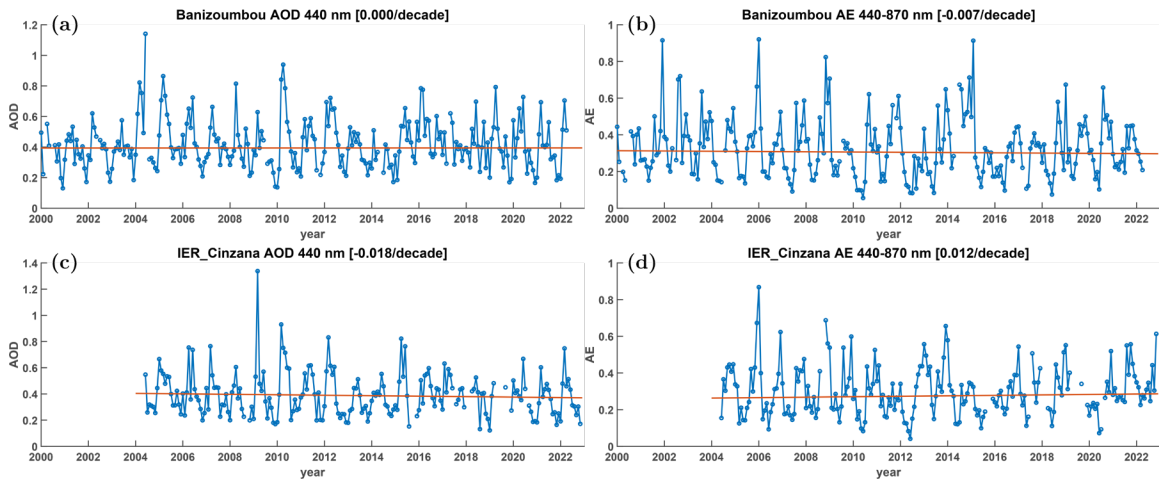 (a) Banizoumbou AOD 440 nm [0.000/decade]
1.2
1
0.8
0.6
0.4
0.2
0
AOD
2000 2002 2004 2006 2008 2010 2012 2014 2016 2018 2020 2022
year
(b) Banizoumbou AE 440-870 nm [-0.007/decade]
1
0.8
0.6
0.4
0.2
0
AE
2000 2002 2004 2006 2008 2010 2012 2014 2016 2018 2020 2022
year
(c) IER_Cinzana AOD 440 nm [-0.018/decade]
1.4
1.2
1
0.8
0.6
0.4
0.2
0
AOD
2000 2002 2004 2006 2008 2010 2012 2014 2016 2018 2020 2022
year
(d) IER_Cinzana AE 440-870 nm [0.012/decade]
1
0.8
0.6
0.4
0.2
0
AE
2000 2002 2004 2006 2008 2010 2012 2014 2016 2018 2020 2022
year